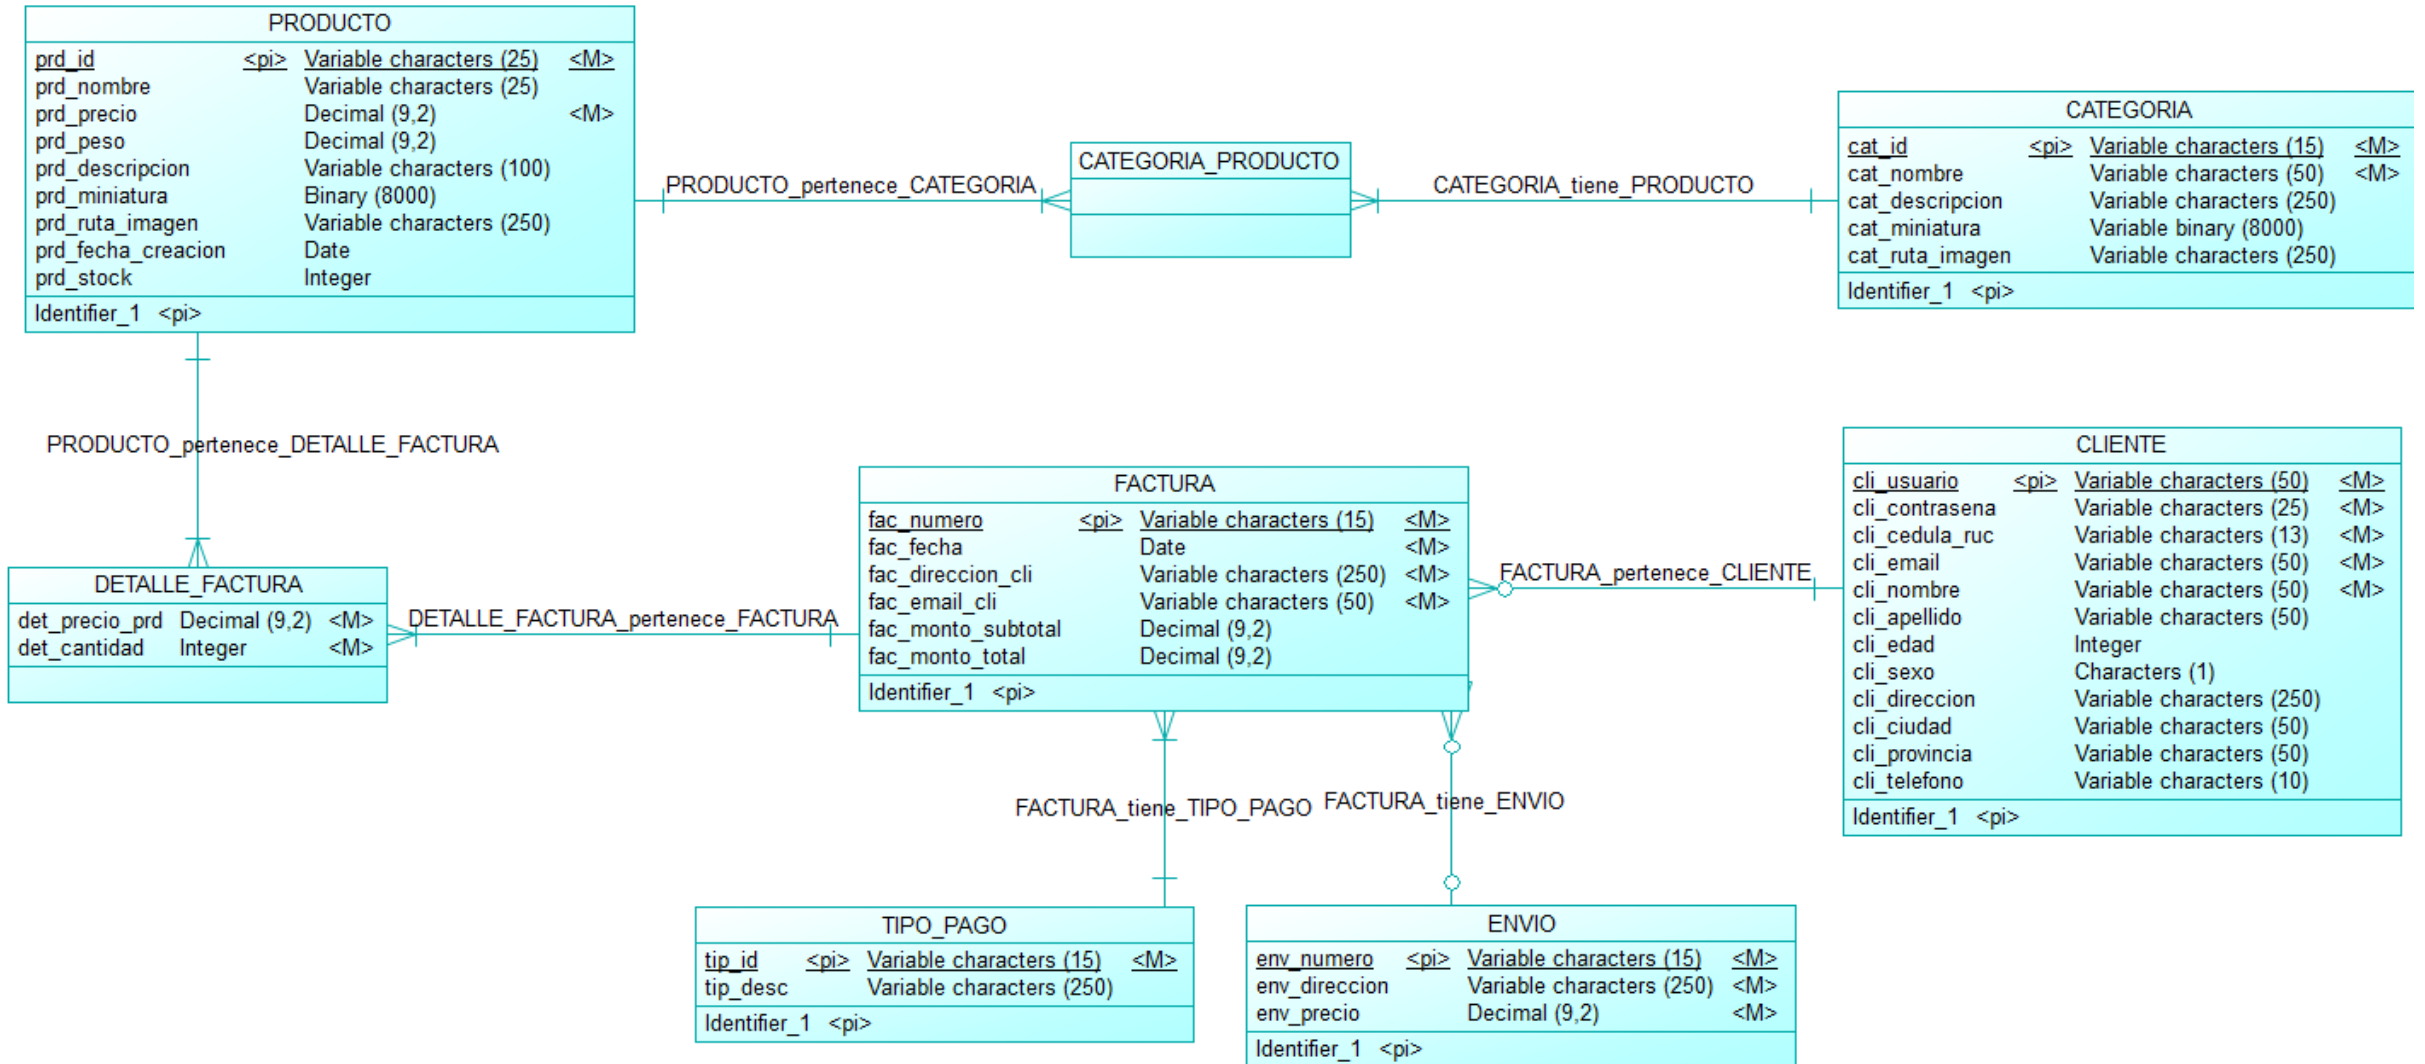 PRODUCTO
prd_id <pi> Variable characters (25) <M>
prd_nombre Variable characters (25)
prd_precio Decimal (9,2) <M>
prd_peso Decimal (9,2)
prd_descripcion Variable characters (100)
prd_miniatura Binary (8000)
prd_ruta_imagen Variable characters (250)
prd_fecha_creacion Date
prd_stock Integer
Identifier_1 <pi>
PRODUCTO_pertenece_CATEGORIA
CATEGORIA_PRODUCTO
CATEGORIA_tiene_PRODUCTO
CATEGORIA
cat_id <pi> Variable characters (15) <M>
cat_nombre Variable characters (50) <M>
cat_descripcion Variable characters (250)
cat_miniatura Variable binary (8000)
cat_ruta_imagen Variable characters (250)
Identifier_1 <pi>
PRODUCTO_pertenece_DETALLE_FACTURA
DETALLE_FACTURA
det_precio_prd Decimal (9,2) <M>
det_cantidad Integer <M>
DETALLE_FACTURA_pertenece_FACTURA
FACTURA
fac_numero <pi> Variable characters (15) <M>
fac_fecha Date <M>
fac_direccion_cli Variable characters (250) <M>
fac_email_cli Variable characters (50) <M>
fac_monto_subtotal Decimal (9,2)
fac_monto_total Decimal (9,2)
Identifier_1 <pi>
FACTURA_pertenece_CLIENTE
CLIENTE
cli_usuario <pi> Variable characters (50) <M>
cli_contrasena Variable characters (25) <M>
cli_cedula_ruc Variable characters (13) <M>
cli_email Variable characters (50) <M>
cli_nombre Variable characters (50) <M>
cli_apellido Variable characters (50)
cli_edad Integer
cli_sexo Characters (1)
cli_direccion Variable characters (250)
cli_ciudad Variable characters (50)
cli_provincia Variable characters (50)
cli_telefono Variable characters (10)
Identifier_1 <pi>
FACTURA_tiene_TIPO_PAGO
FACTURA_tiene_ENVIO
TIPO_PAGO
tip_id <pi> Variable characters (15) <M>
tip_desc Variable characters (250)
Identifier_1 <pi>
ENVIO
env_numero <pi> Variable characters (15) <M>
env_direccion Variable characters (250) <M>
env_precio Decimal (9,2) <M>
Identifier_1 <pi>